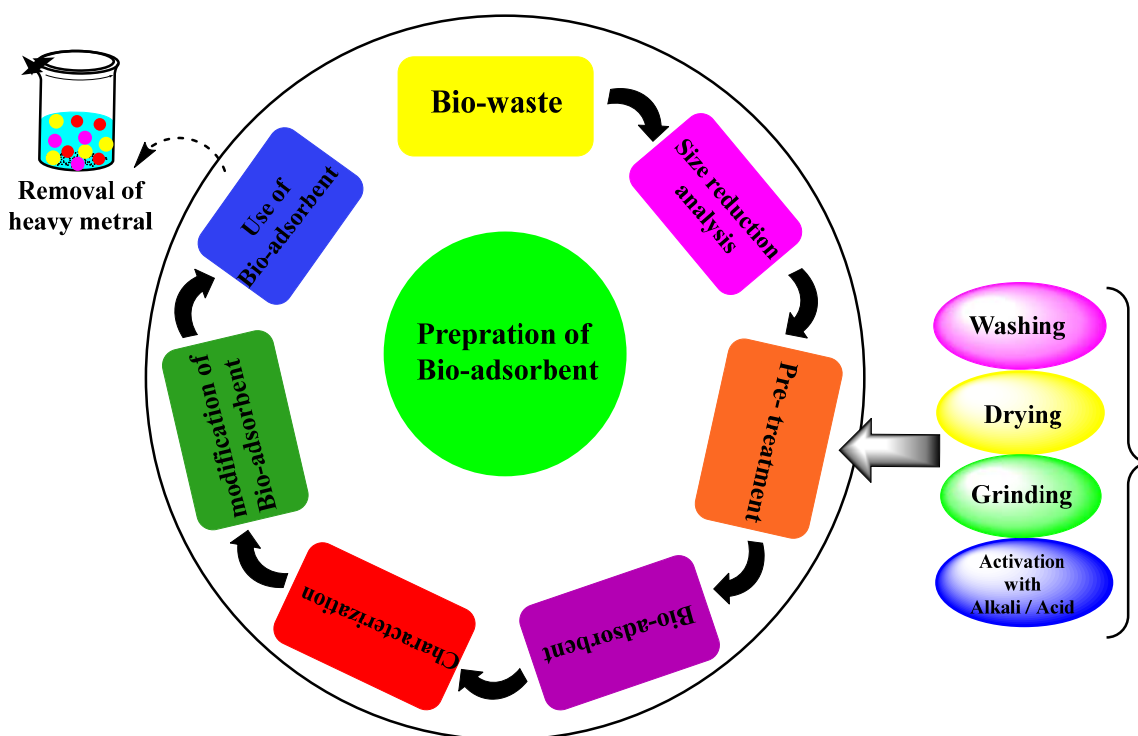 Bio-waste
Size reduction
analysis
Pre- treatment
Bio-adsorbent
Characterization
modification of
Bio-adsorbent
Use of
Bio-adsorbent
Removal of
heavy metral
Prepration of
Bio-adsorbent
Washing
Drying
Grinding
Activation
with
Alkali / Acid